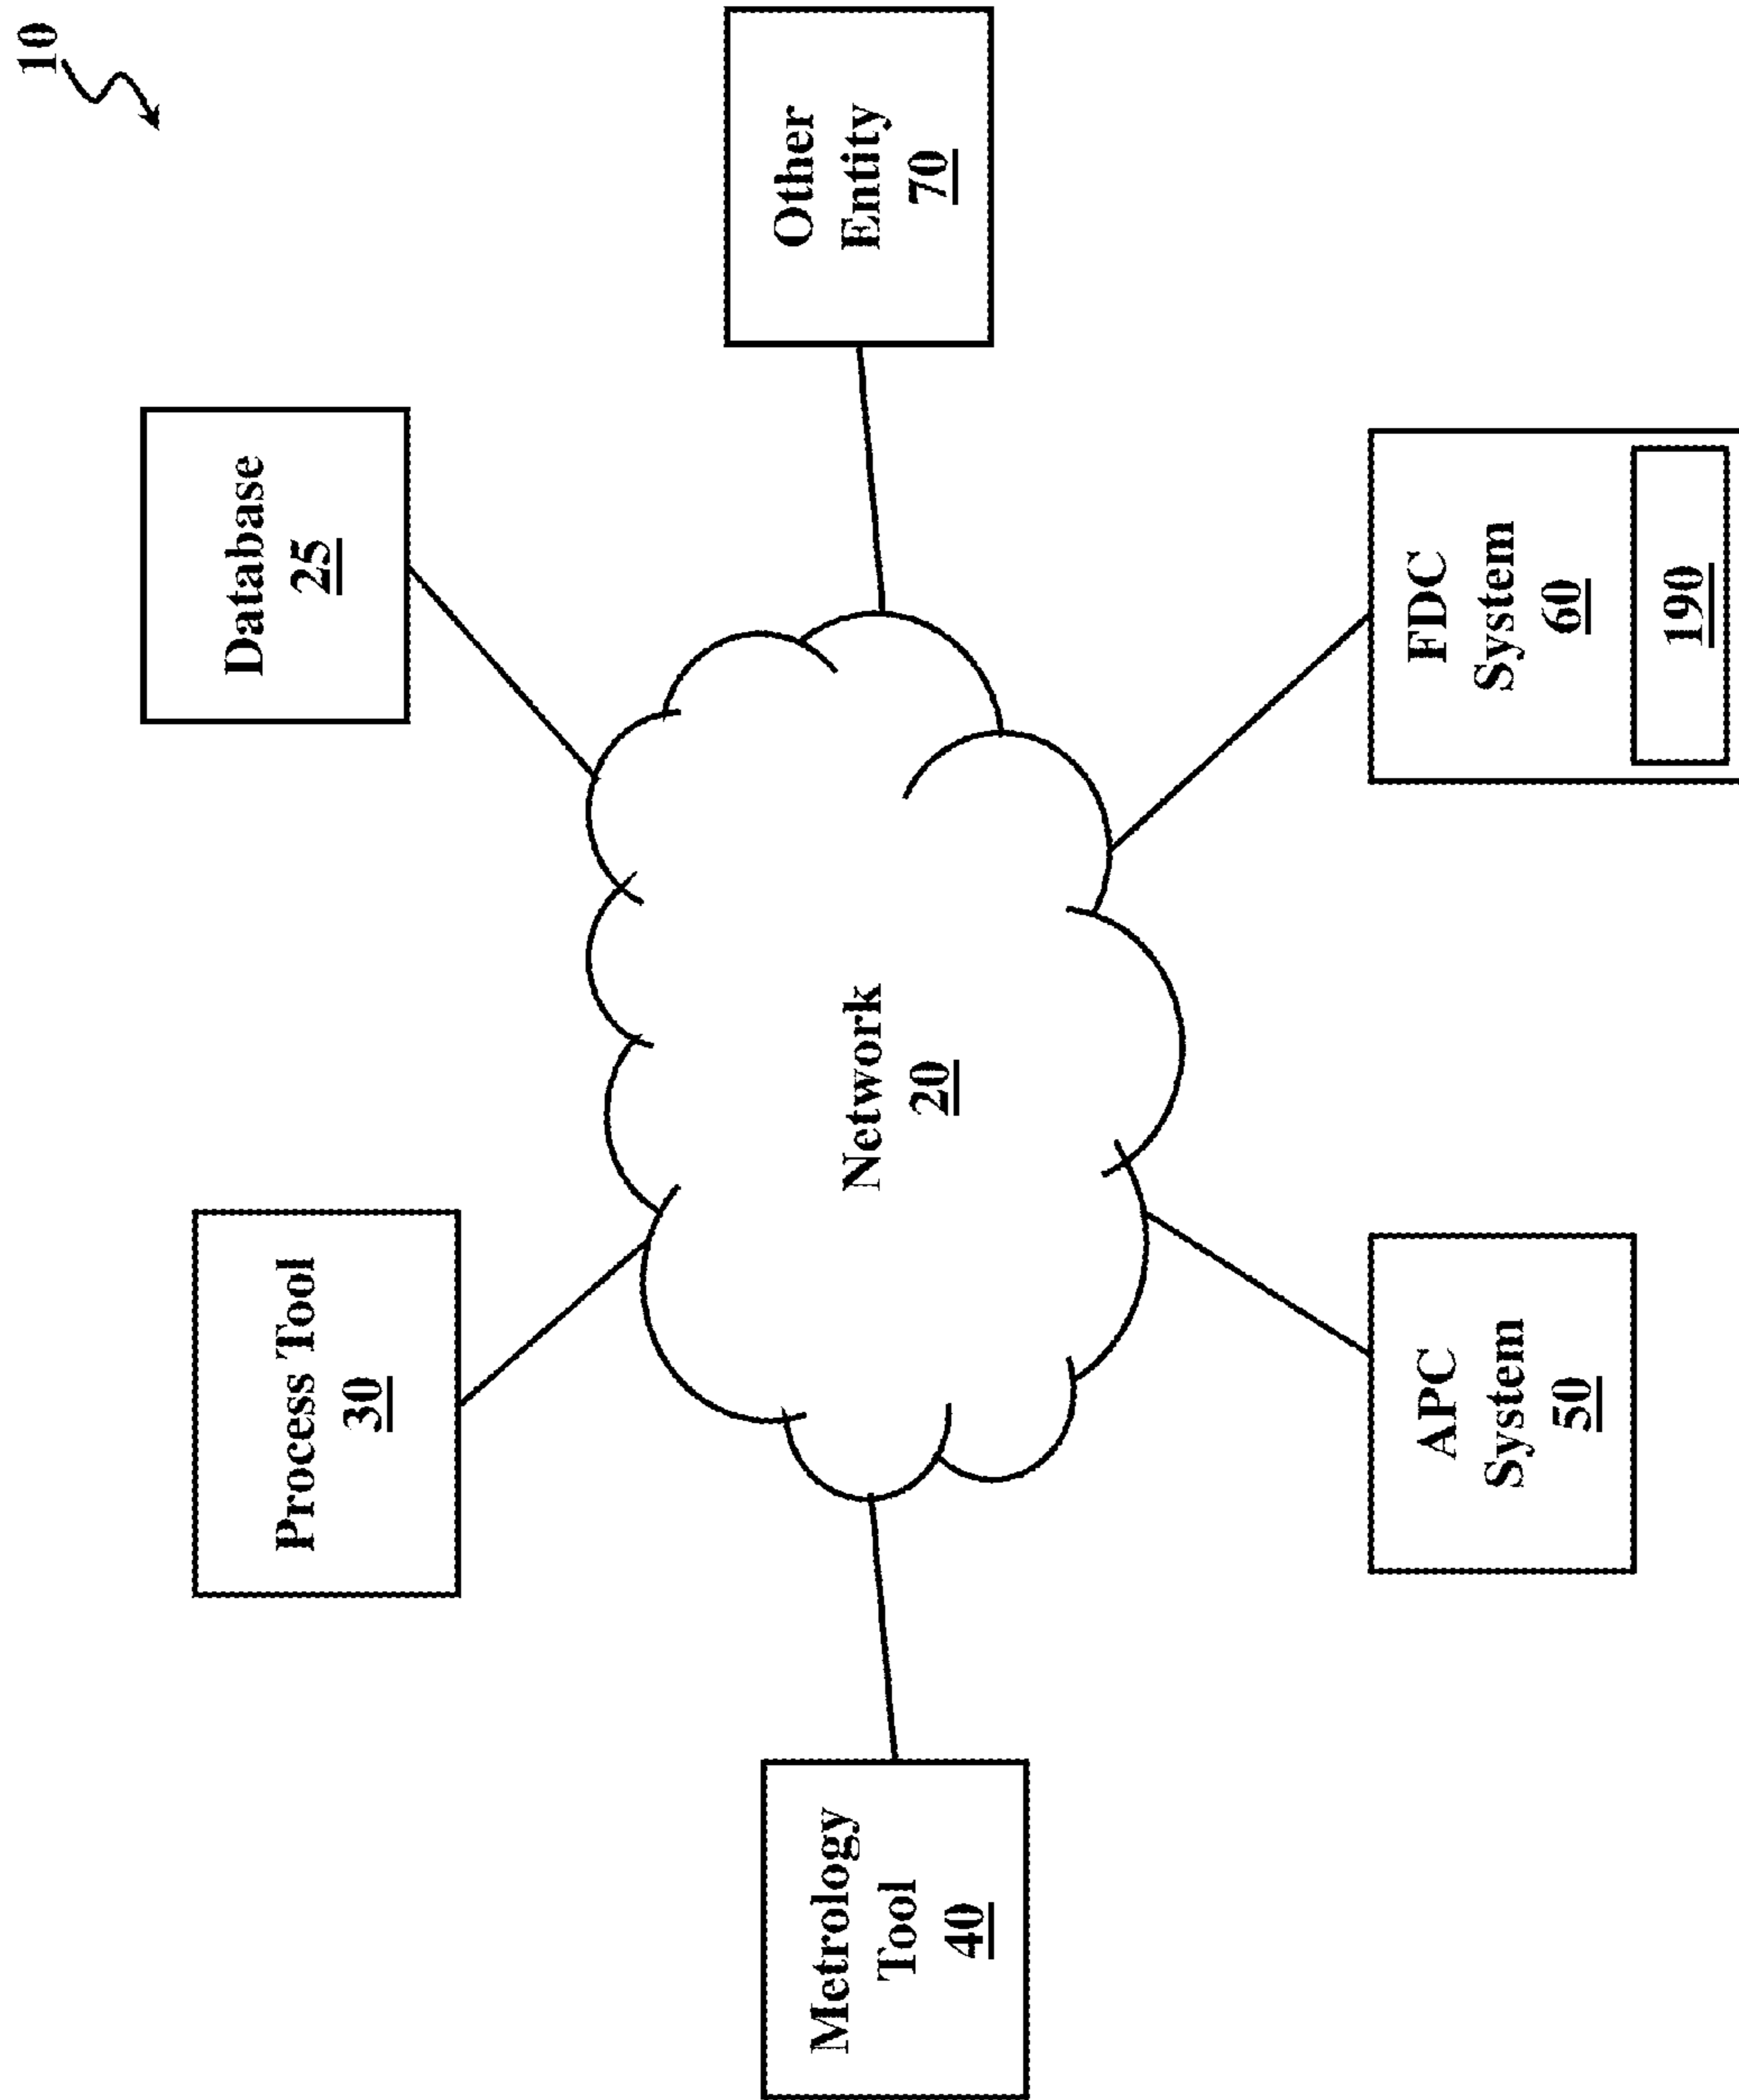 10
Process Tool
30
Database
25
Metrology
Tool
40
Network
20
Other
Entity
70
APC
System
50
FDC
System
60
190